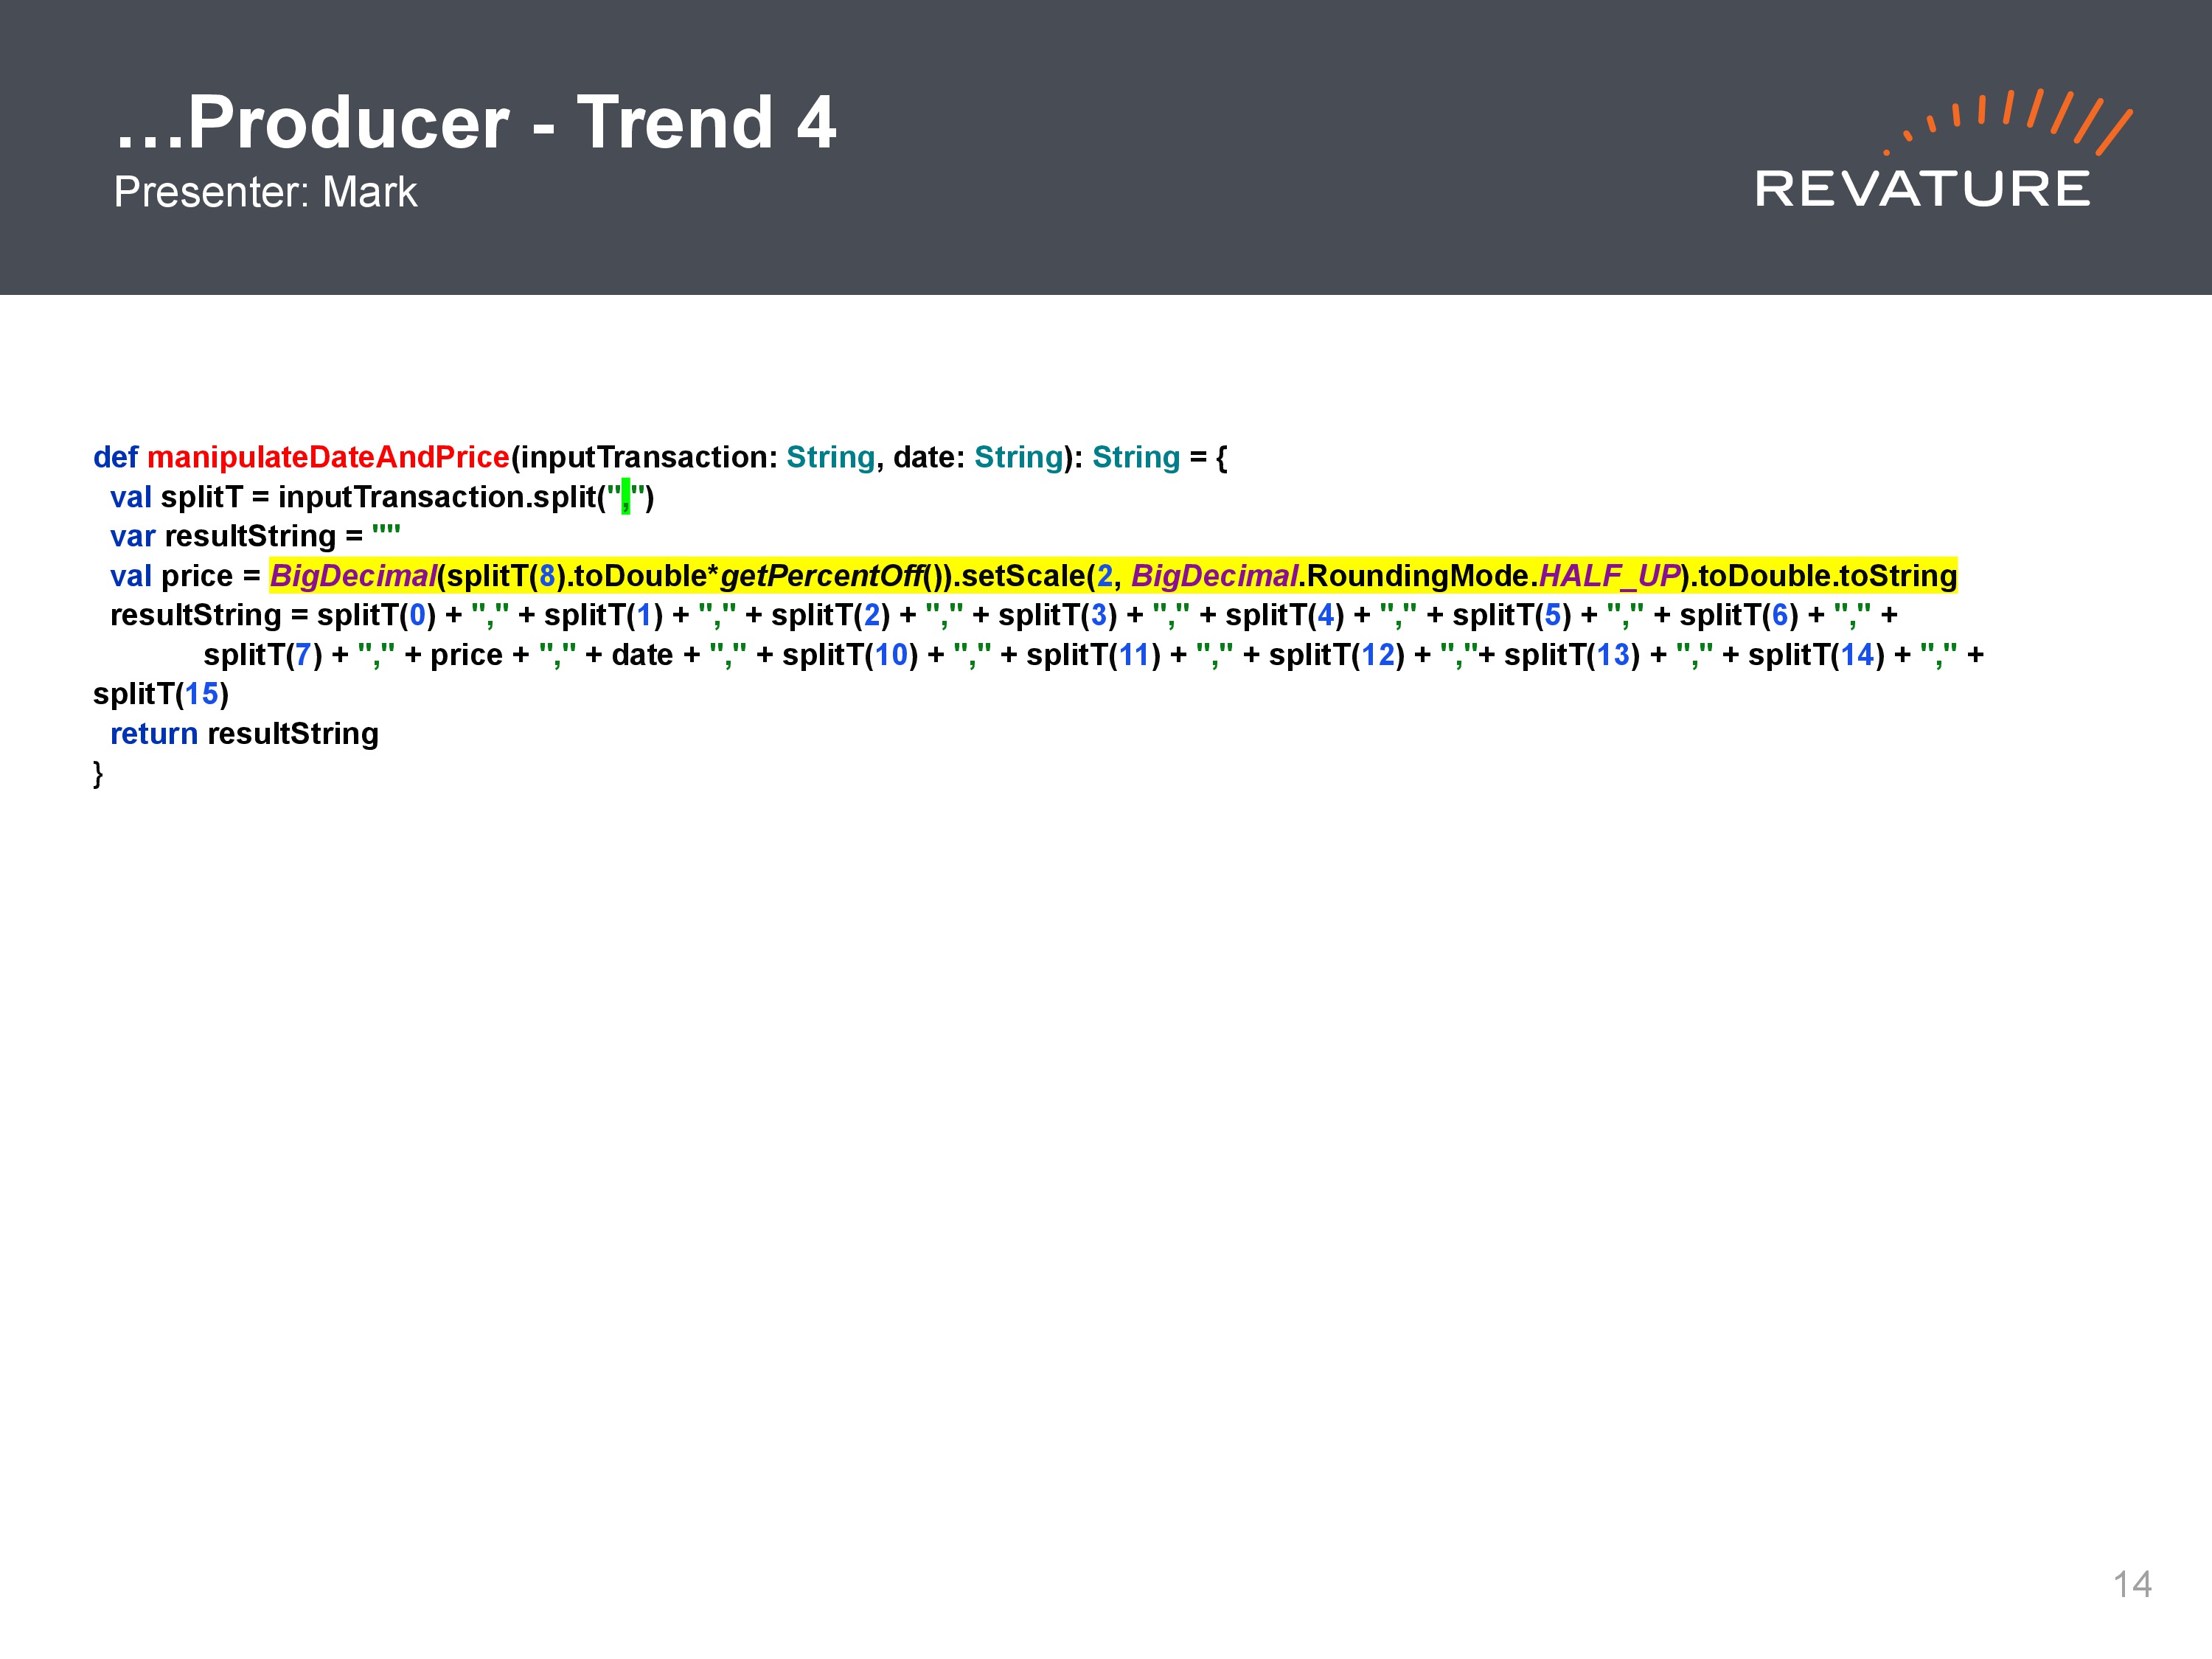 …Producer - Trend 4
Presenter: Mark
REVATURE
def manipulateDateAndPrice(inputTransaction: String, date: String): String = {
  val splitT = inputTransaction.split(",")
  var resultString = ""
  val price = BigDecimal(splitT(8).toDouble*getPercentOff()).setScale(2, BigDecimal.RoundingMode.HALF_UP).toDouble.toString
  resultString = splitT(0) + "," + splitT(1) + "," + splitT(2) + "," + splitT(3) + "," + splitT(4) + "," + splitT(5) + "," + splitT(6) + "," +
            splitT(7) + "," + price + "," + date + "," + splitT(10) + "," + splitT(11) + "," + splitT(12) + ","+ splitT(13) + "," + splitT(14) + "," +
splitT(15)
  return resultString
}
14